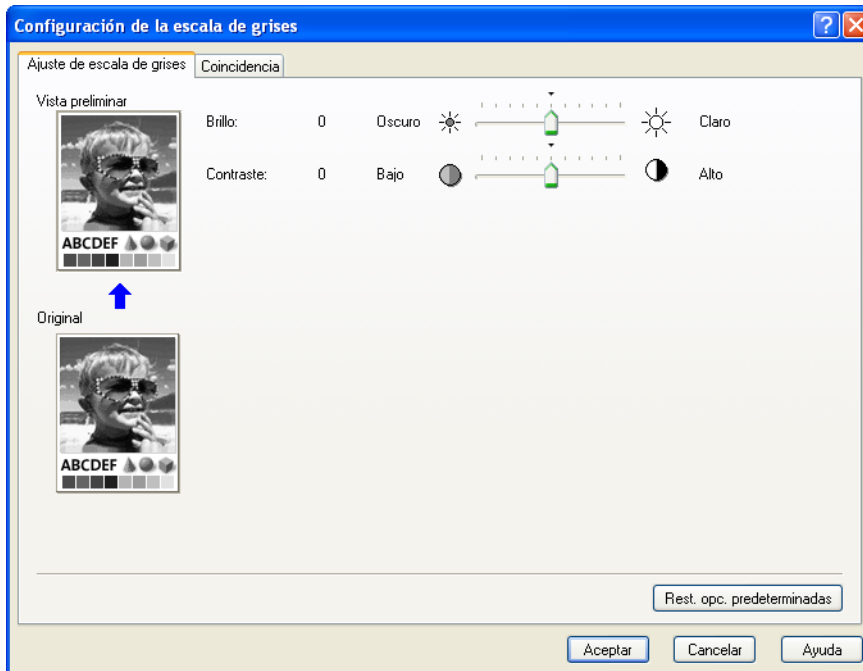 Configuración de la escala de grises
Ajuste de escala de grises Coincidencia
Vista preliminar
Brillo: 0 Oscuro Claro
Contraste: 0 Bajo Alto
ABCDEF
Original
ABCDEF
Rest. opc. predeterminadas
Aceptar Cancelar Ayuda